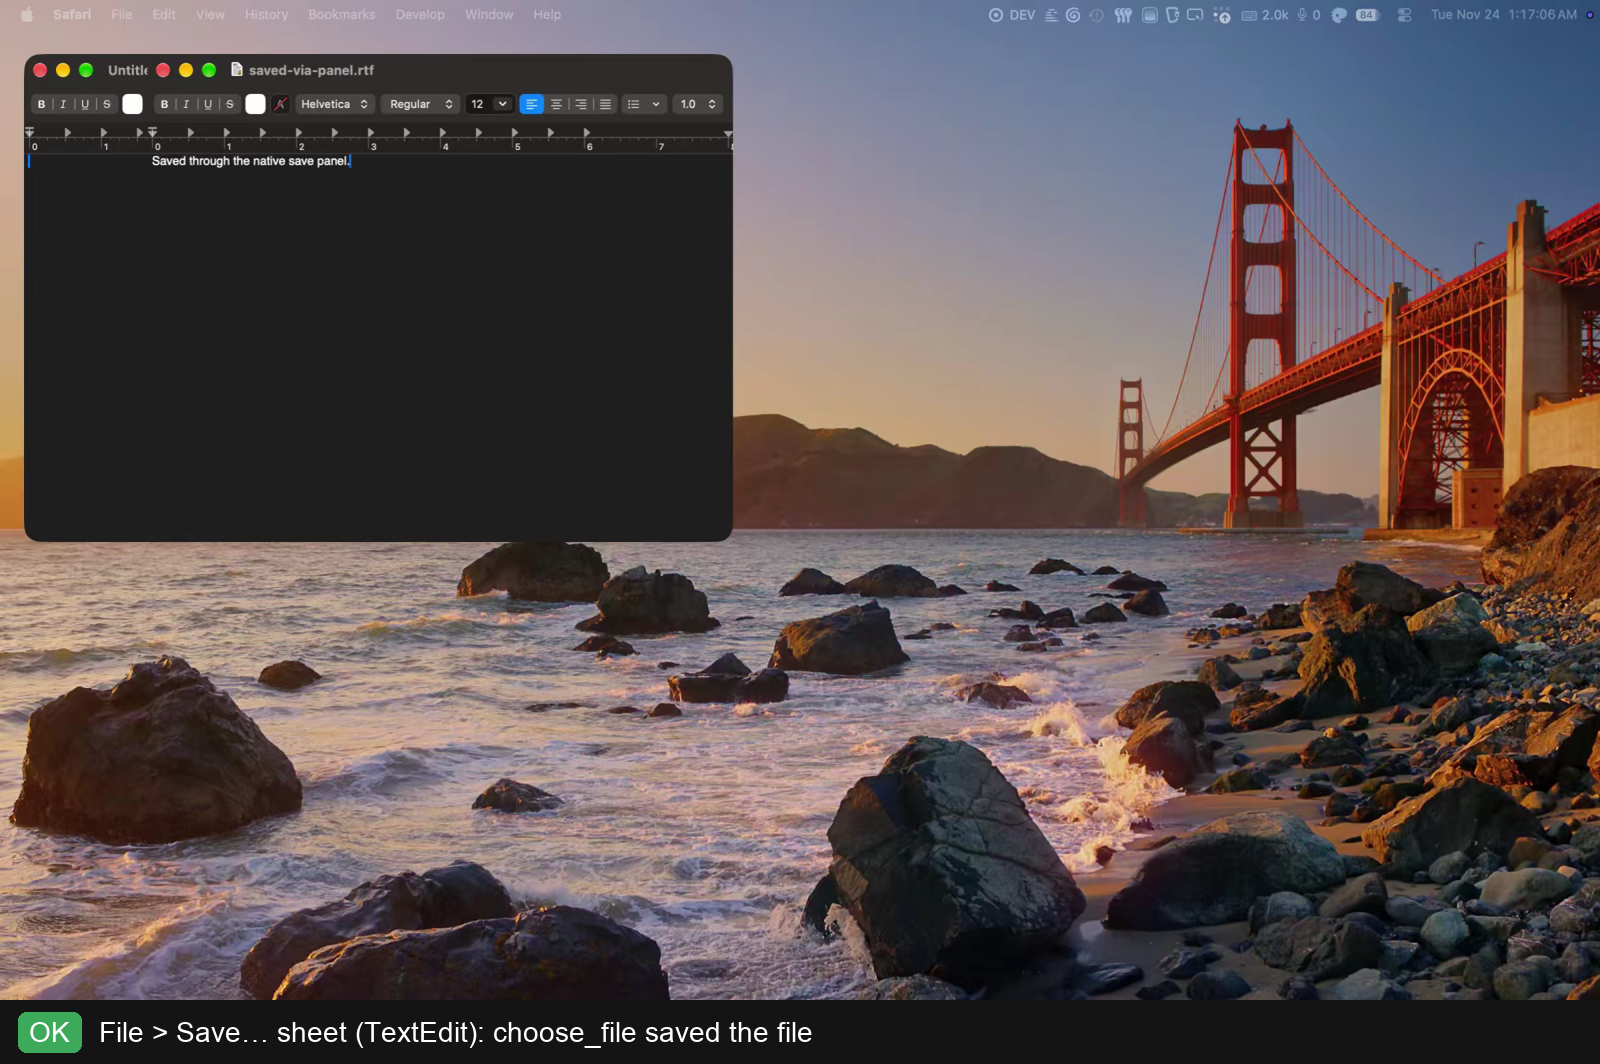 Safari File Edit View History Bookmarks Develop Window Help DEV 2.0k 0 84 Tue Nov 24 1:17:06 AM
Untitle saved-via-panel.rtf
B I U S B I U S A Helvetica Regular 12 1.0
0 1 0 1 2 3 4 5 6 7
Saved through the native save panel.
OK File > Save… sheet (TextEdit): choose_file saved the file